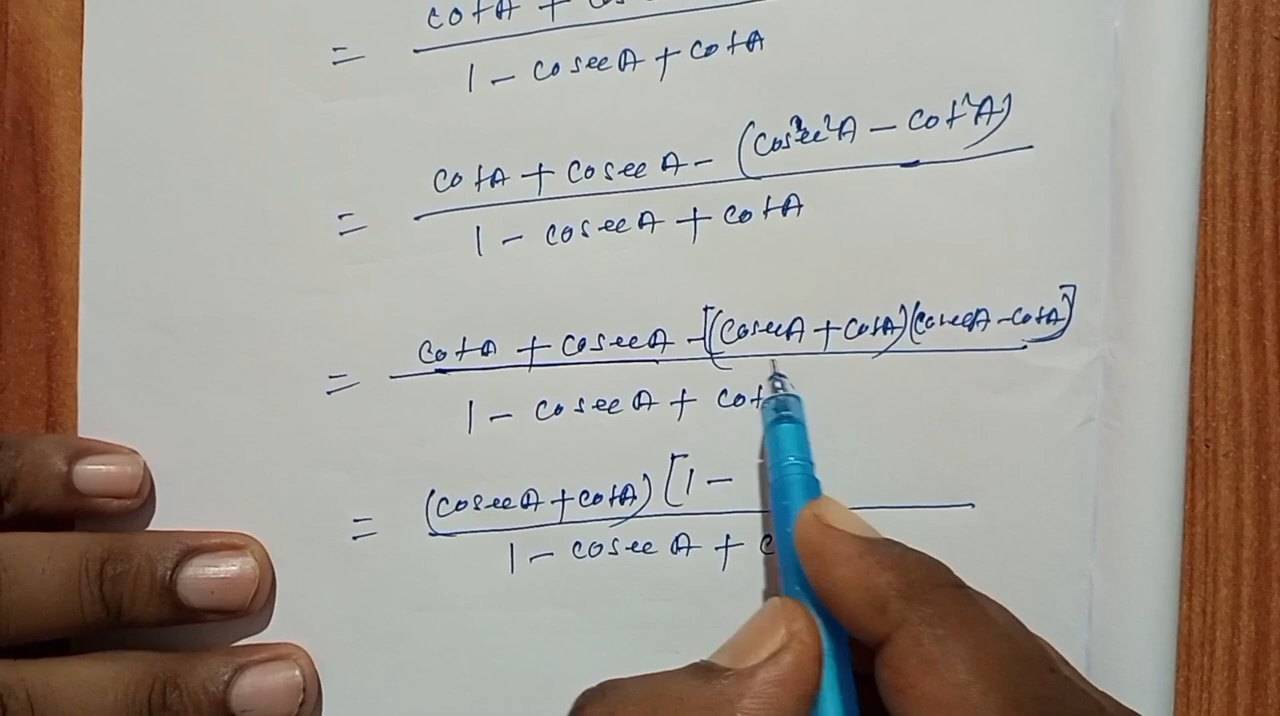 cotA +
= 1 - cosecA + cotA
cotA + cosecA - (cosec²A - cot²A)
= 1 - cosecA + cotA
cotA + cosecA - [(cosecA + cotA)(cosecA - cotA)]
= 1 - cosecA + cot
= (cosecA + cotA) [1 -
1 - cosecA + c